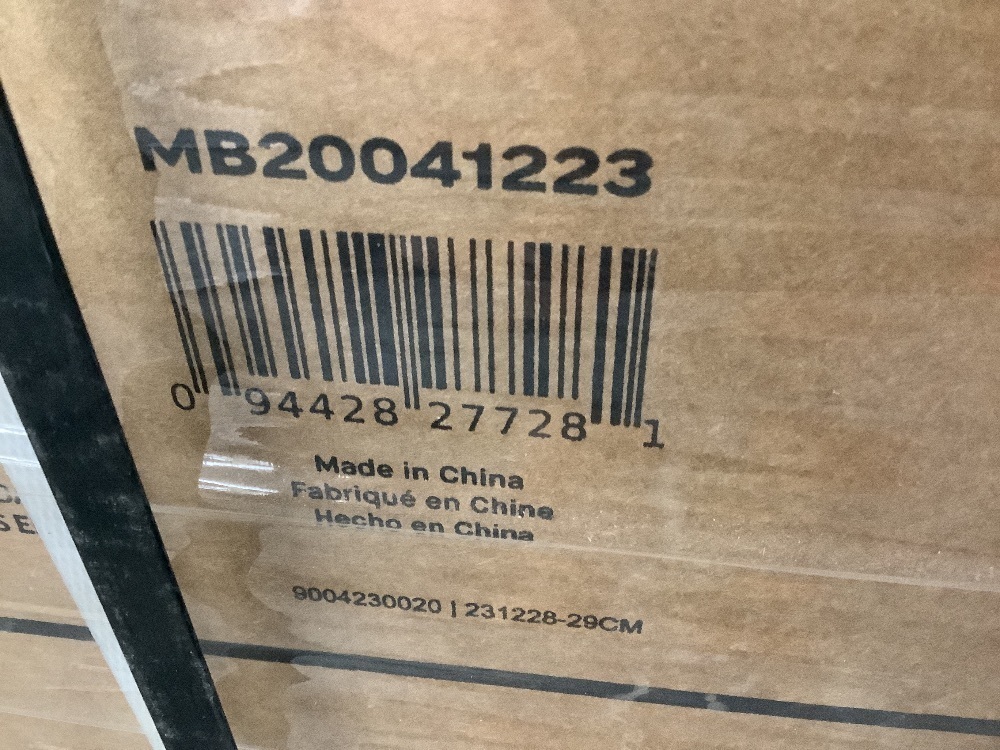 MB20041223
0 94428 27728 1
Made in China
Fabriqué en Chine
Hecho en China
9004230020 | 231228-29CM